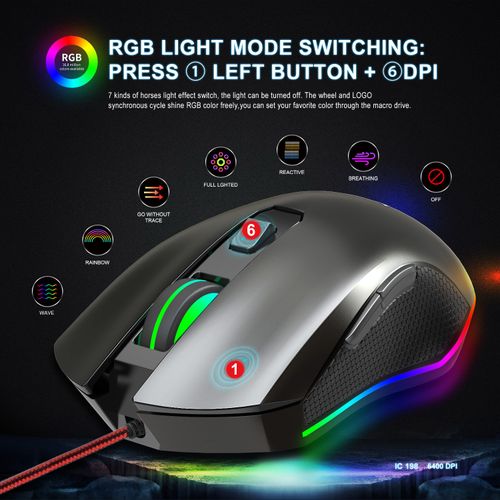 RGB
RGB LIGHT MODE SWITCHING:
PRESS ① LEFT BUTTON + ⑥DPI
7 kinds of horses light effect switch, the light can be turned off. The wheel and LOGO
synchronous cycle shine RGB color freely,you can set your favorite color through the macro drive.
REACTIVE
FULL LGHTED
BREATHING
GO WITHOUT
TRACE
OFF
RAINBOW
WAVE
6
1
IC 198
6400 DPI